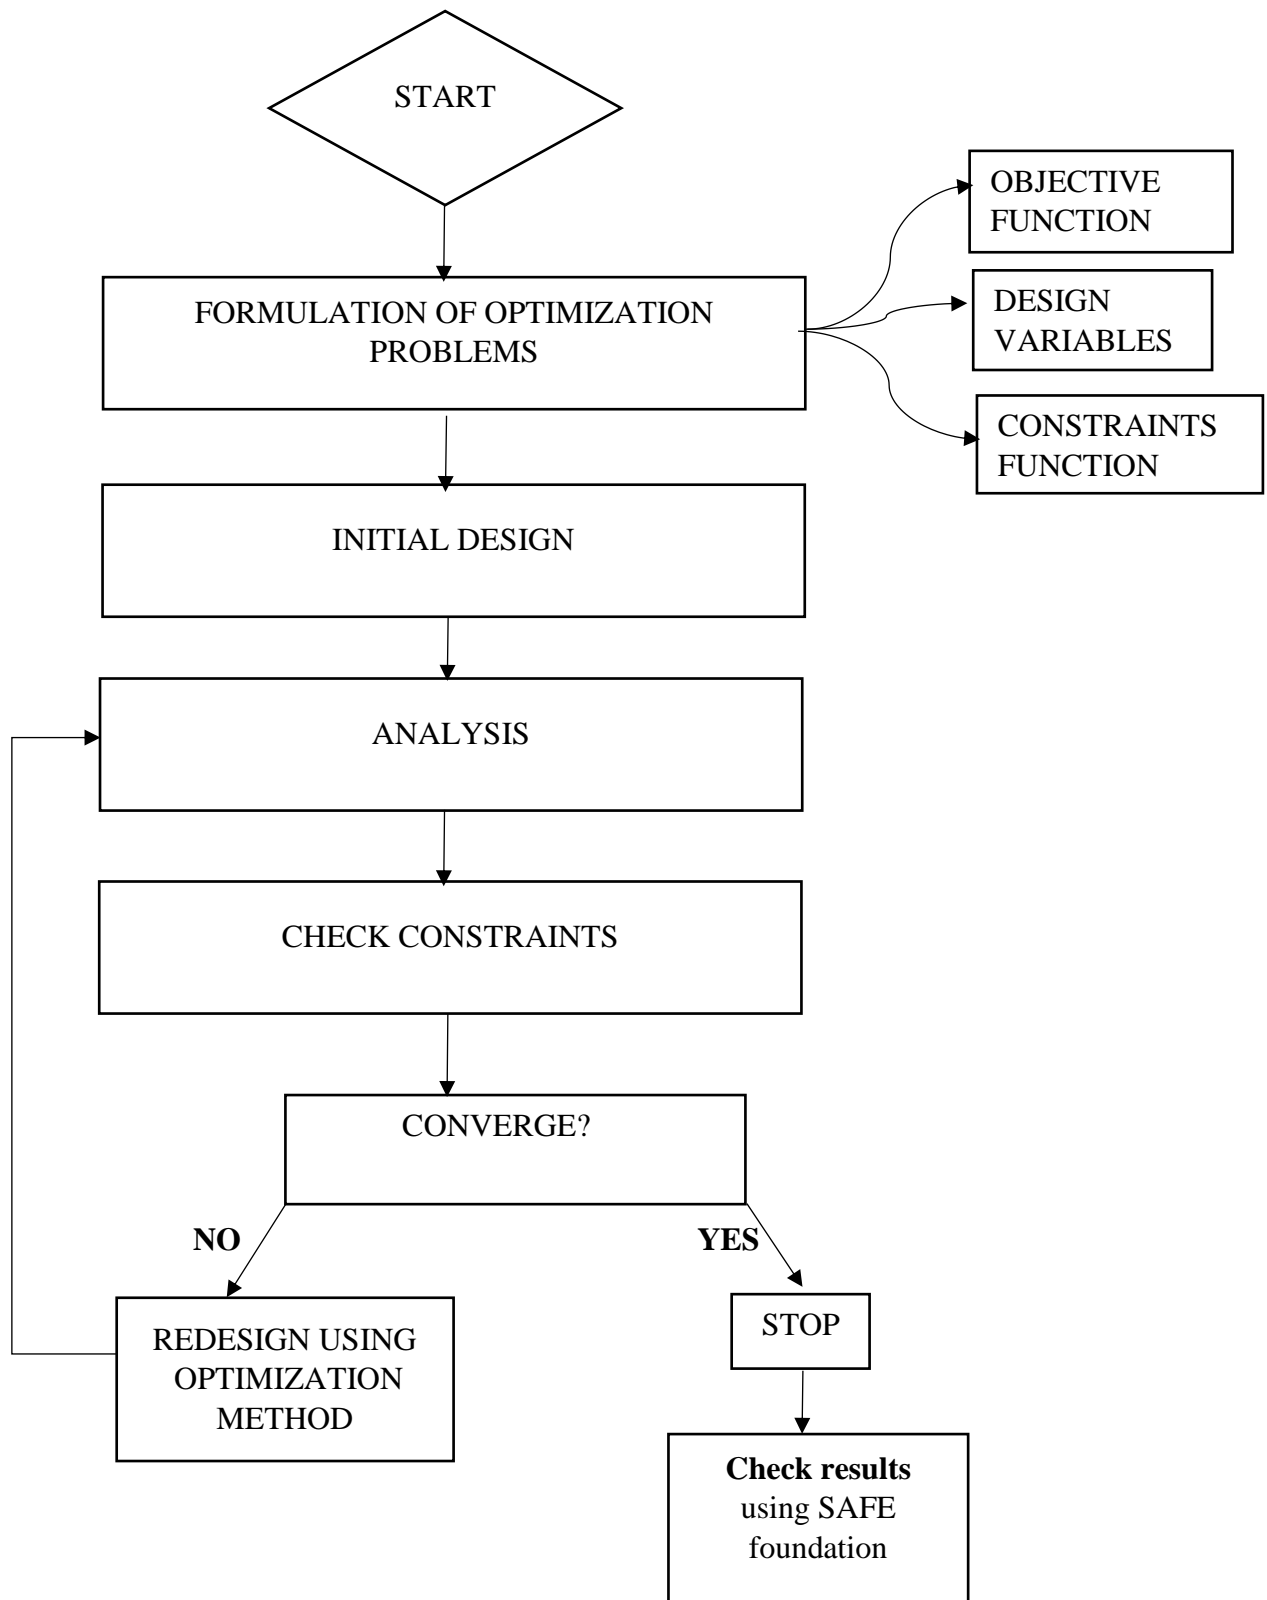 START
OBJECTIVE
FUNCTION
FORMULATION OF OPTIMIZATION
PROBLEMS
DESIGN
VARIABLES
CONSTRAINTS
FUNCTION
INITIAL DESIGN
ANALYSIS
CHECK CONSTRAINTS
CONVERGE?
NO
YES
REDESIGN USING
OPTIMIZATION
METHOD
STOP
Check results
using SAFE
foundation